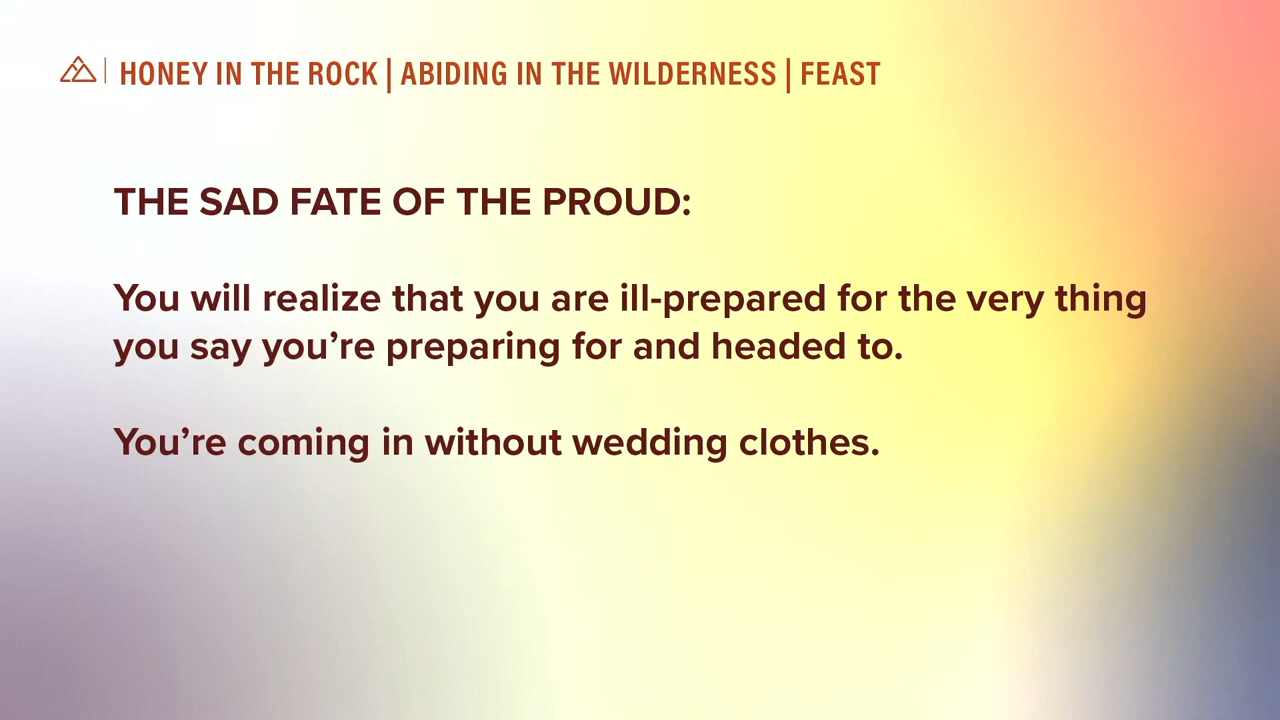 HONEY IN THE ROCK | ABIDING IN THE WILDERNESS | FEAST
THE SAD FATE OF THE PROUD:
You will realize that you are ill-prepared for the very thing
you say you’re preparing for and headed to.
You’re coming in without wedding clothes.